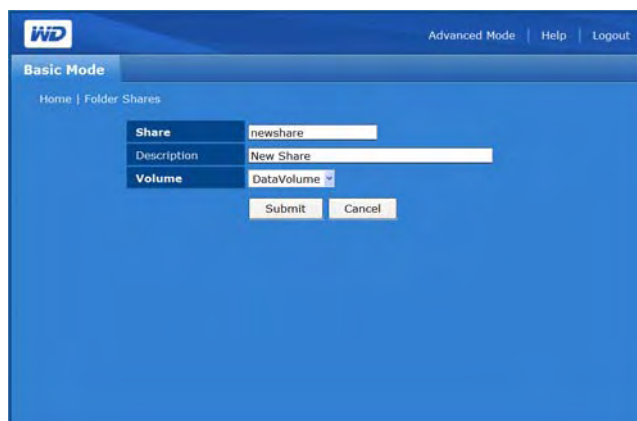 WD
Advanced Mode | Help | Logout
Basic Mode
Home | Folder Shares
Share newshare
Description New Share
Volume DataVolume
Submit Cancel